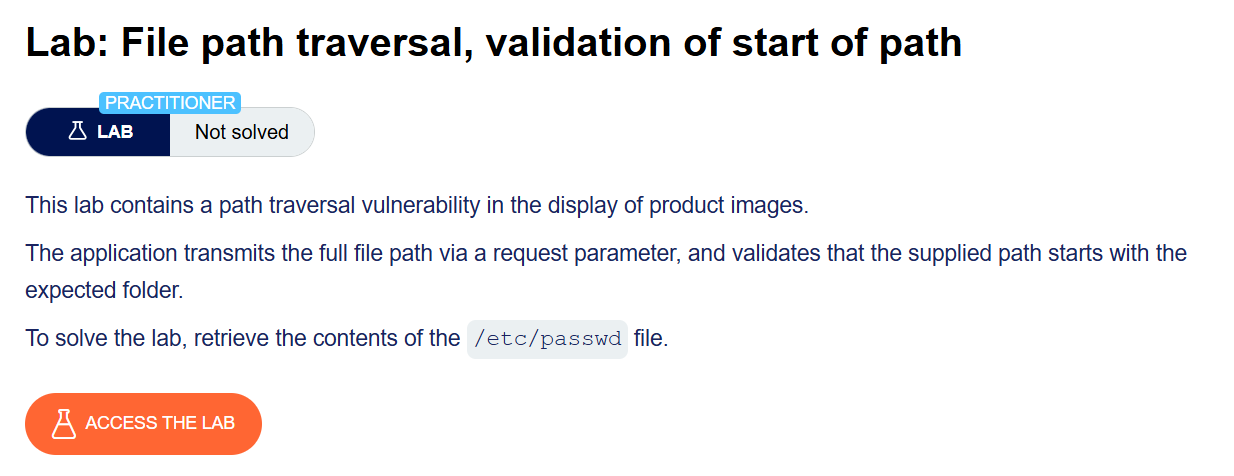 Lab: File path traversal, validation of start of path
PRACTITIONER
LAB Not solved
This lab contains a path traversal vulnerability in the display of product images.
The application transmits the full file path via a request parameter, and validates that the supplied path starts with the
expected folder.
To solve the lab, retrieve the contents of the /etc/passwd file.
ACCESS THE LAB